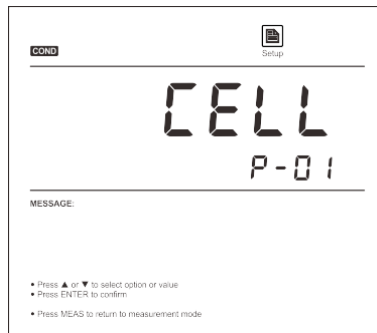 COND
Setup
CELL
P-01
MESSAGE:
• Press ▲ or ▼ to select option or value
• Press ENTER to confirm
• Press MEAS to return to measurement mode